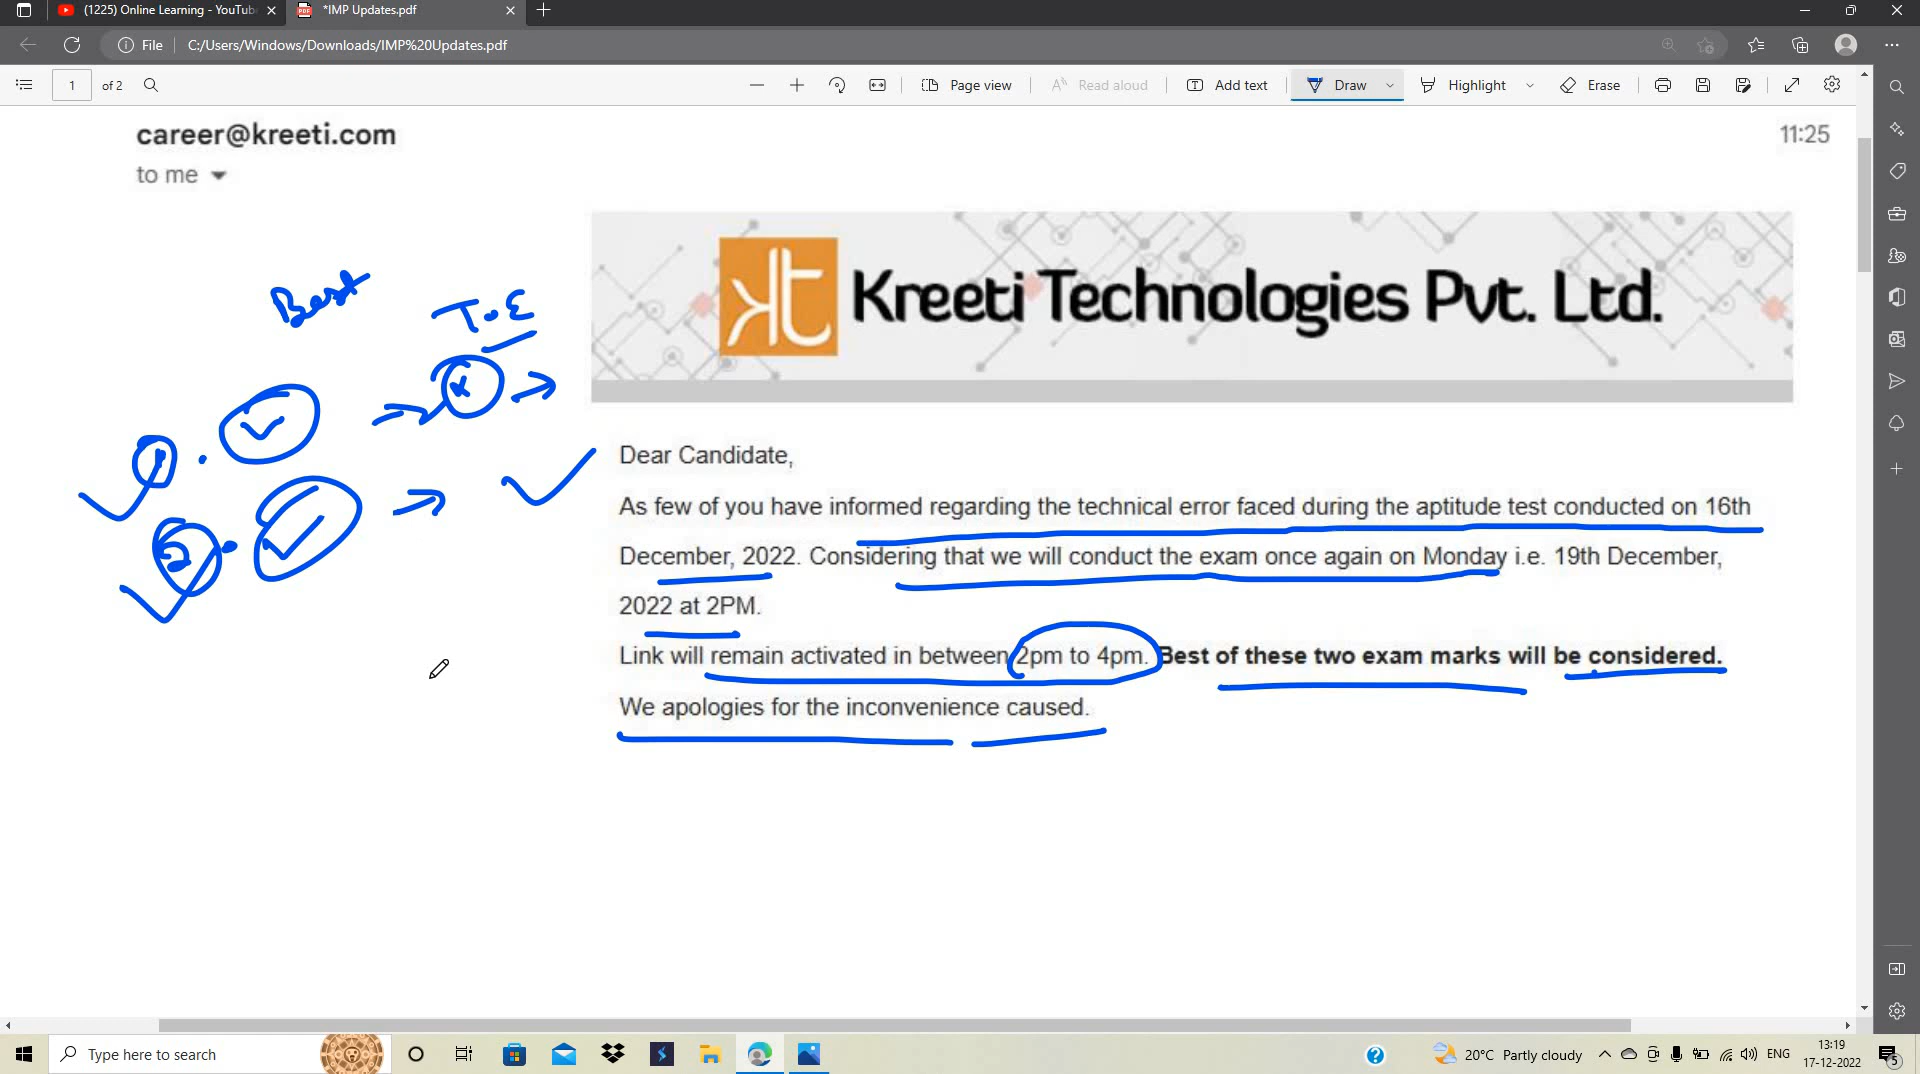 (1225) Online Learning - YouTub
*IMP Updates.pdf
File
C:/Users/Windows/Downloads/IMP%20Updates.pdf
1
of 2
Page view
Read aloud
Add text
Draw
Highlight
Erase
career@kreeti.com
11:25
to me
kt
Kreeti Technologies Pvt. Ltd.
Best
T.E
Dear Candidate,
As few of you have informed regarding the technical error faced during the aptitude test conducted on 16th
December, 2022. Considering that we will conduct the exam once again on Monday i.e. 19th December,
2022 at 2PM.
Link will remain activated in between 2pm to 4pm. Best of these two exam marks will be considered.
We apologies for the inconvenience caused.
1.
2.
Type here to search
20°C Partly cloudy
ENG
13:19
17-12-2022
5